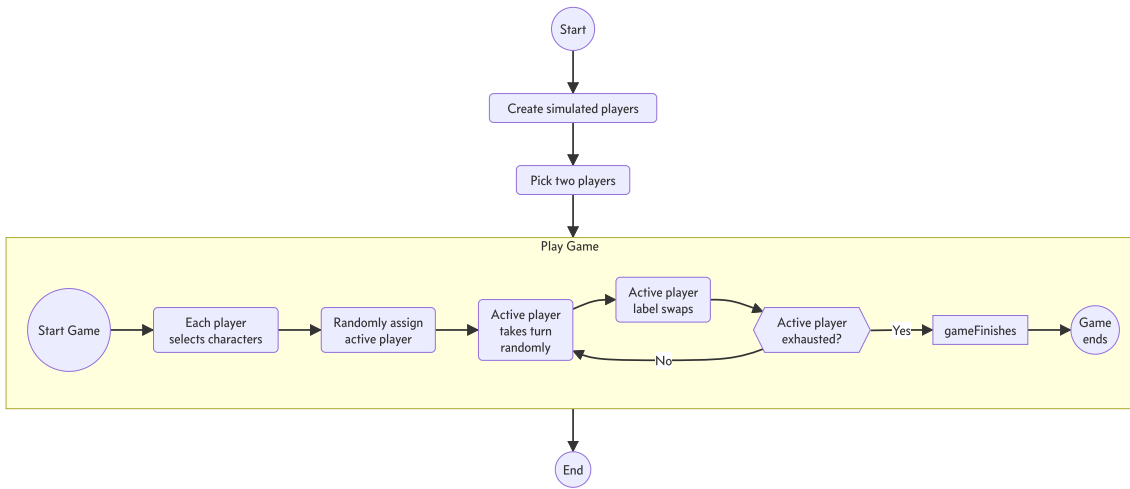 Start
Create simulated players
Pick two players
Play Game
Start Game
Each player
selects characters
Randomly assign
active player
Active player
takes turn
randomly
Active player
label swaps
Active player
exhausted?
No
Yes
gameFinishes
Game
ends
End